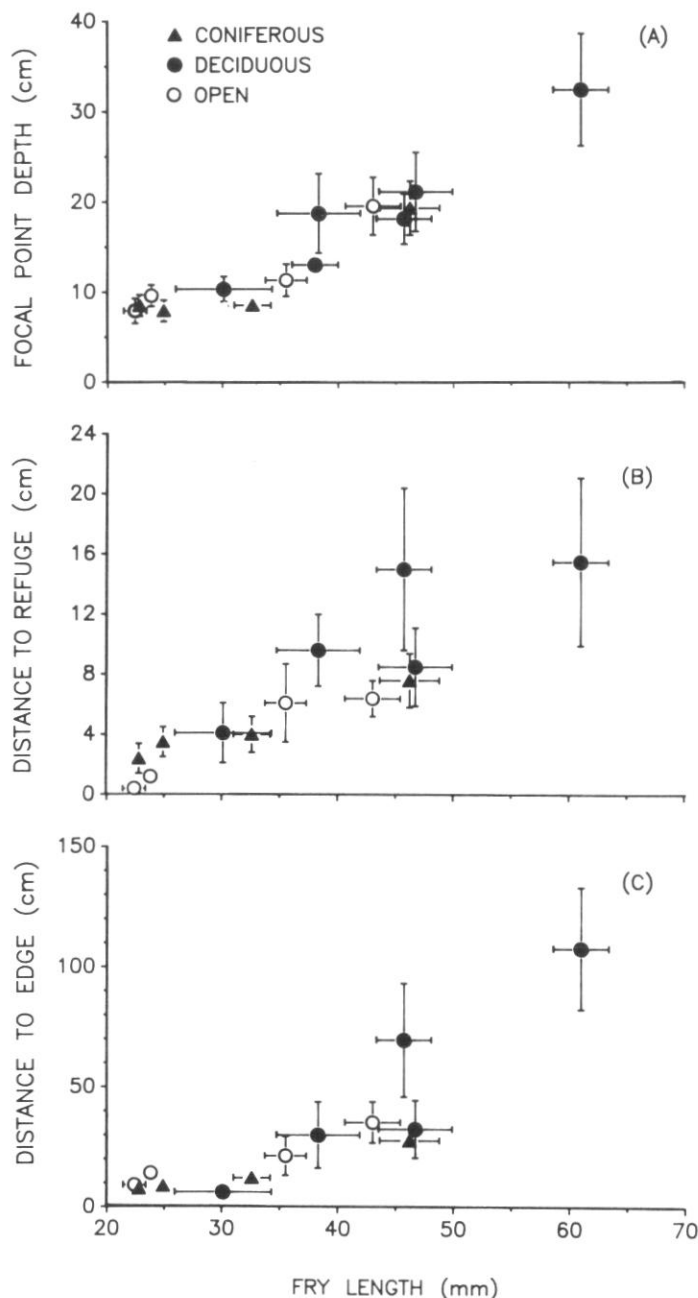 40
30
20
10
0
FOCAL POINT DEPTH (cm)
▲ CONIFEROUS
● DECIDUOUS
○ OPEN
(A)
24
20
16
12
8
4
0
DISTANCE TO REFUGE (cm)
(B)
150
100
50
0
DISTANCE TO EDGE (cm)
(C)
20 30 40 50 60 70
FRY LENGTH (mm)